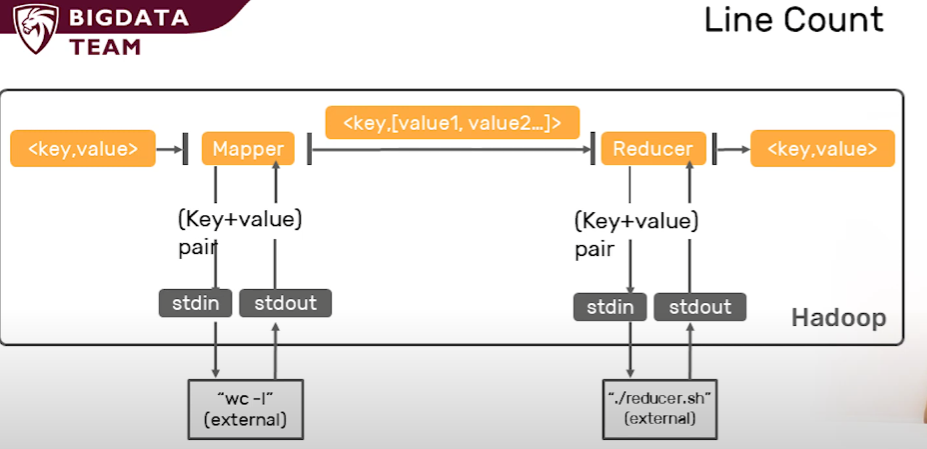 BIGDATA
TEAM
Line Count
<key,[value1, value2...]>
<key,value>
Mapper
Reducer
<key,value>
(Key+value)
pair
(Key+value)
pair
stdin
stdout
stdin
stdout
Hadoop
“wc -l”
(external)
“./reducer.sh”
(external)